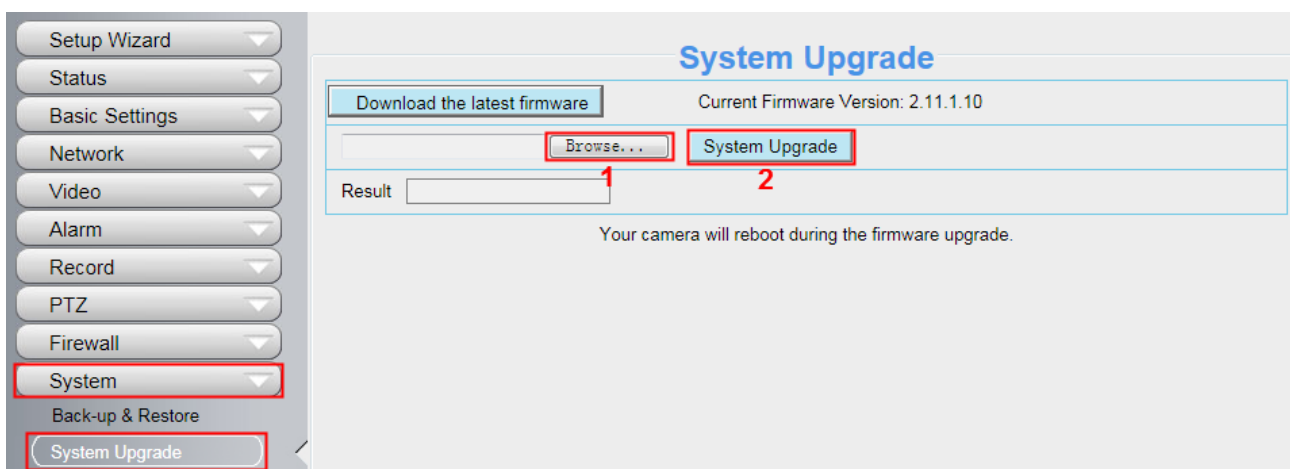 Setup Wizard
Status
Basic Settings
Network
Video
Alarm
Record
PTZ
Firewall
System
Back-up & Restore
System Upgrade
System Upgrade
Download the latest firmware
Current Firmware Version: 2.11.1.10
Browse...
System Upgrade
1
2
Result
Your camera will reboot during the firmware upgrade.